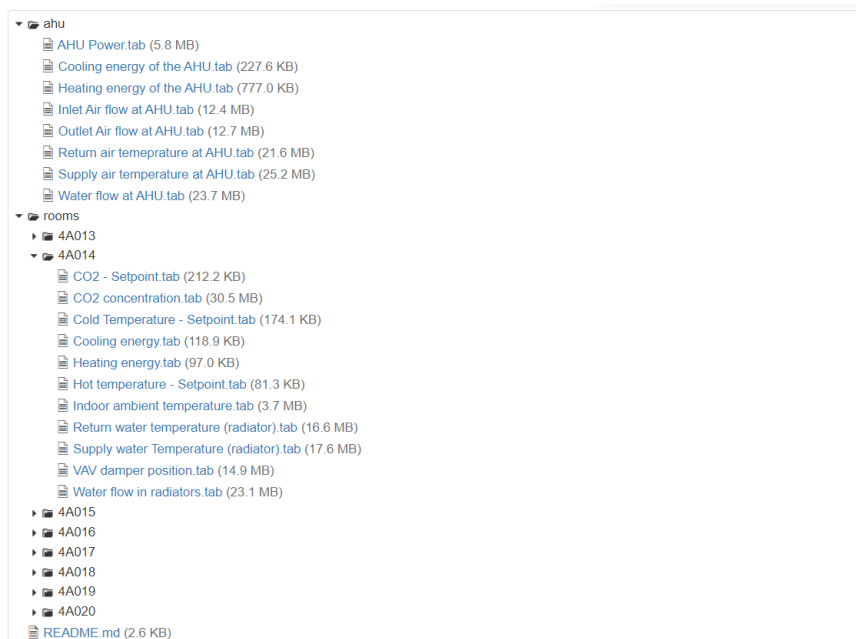 ahu
AHU Power.tab (5.8 MB)
Cooling energy of the AHU.tab (227.6 KB)
Heating energy of the AHU.tab (777.0 KB)
Inlet Air flow at AHU.tab (12.4 MB)
Outlet Air flow at AHU.tab (12.7 MB)
Return air temeprature at AHU.tab (21.6 MB)
Supply air temperature at AHU.tab (25.2 MB)
Water flow at AHU.tab (23.7 MB)
rooms
4A013
4A014
CO2 - Setpoint.tab (212.2 KB)
CO2 concentration.tab (30.5 MB)
Cold Temperature - Setpoint.tab (174.1 KB)
Cooling energy.tab (118.9 KB)
Heating energy.tab (97.0 KB)
Hot temperature - Setpoint.tab (81.3 KB)
Indoor ambient temperature.tab (3.7 MB)
Return water temperature (radiator).tab (16.6 MB)
Supply water Temperature (radiator).tab (17.6 MB)
VAV damper position.tab (14.9 MB)
Water flow in radiators.tab (23.1 MB)
4A015
4A016
4A017
4A018
4A019
4A020
README.md (2.6 KB)